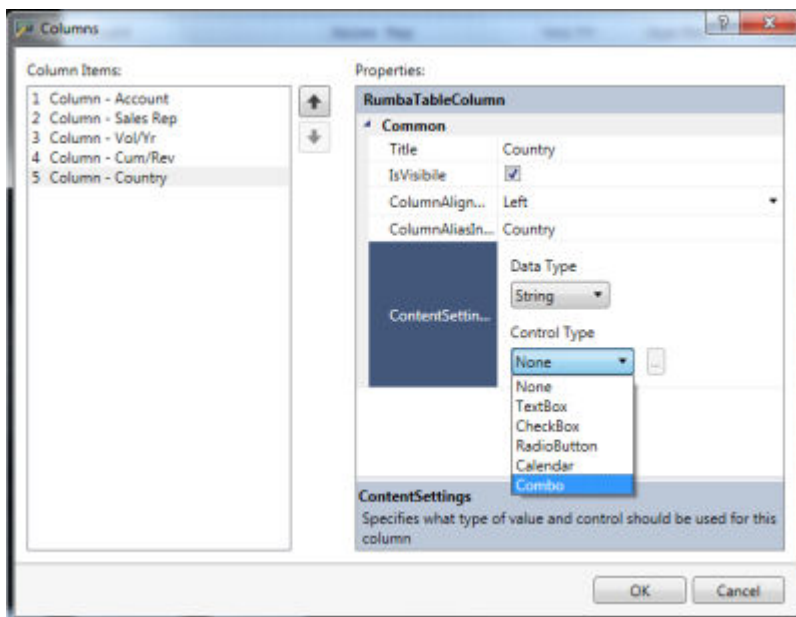 Columns
Column Items:
1 Column - Account
2 Column - Sales Rep
3 Column - Vol/Yr
4 Column - Cum/Rev
5 Column - Country
Properties:
RumbaTableColumn
Common
Title Country
IsVisibile
ColumnAlign... Left
ColumnAliasIn... Country
ContentSettin...
Data Type
String
Control Type
None
...
None
TextBox
CheckBox
RadioButton
Calendar
Combo
ContentSettings
Specifies what type of value and control should be used for this
column
OK Cancel